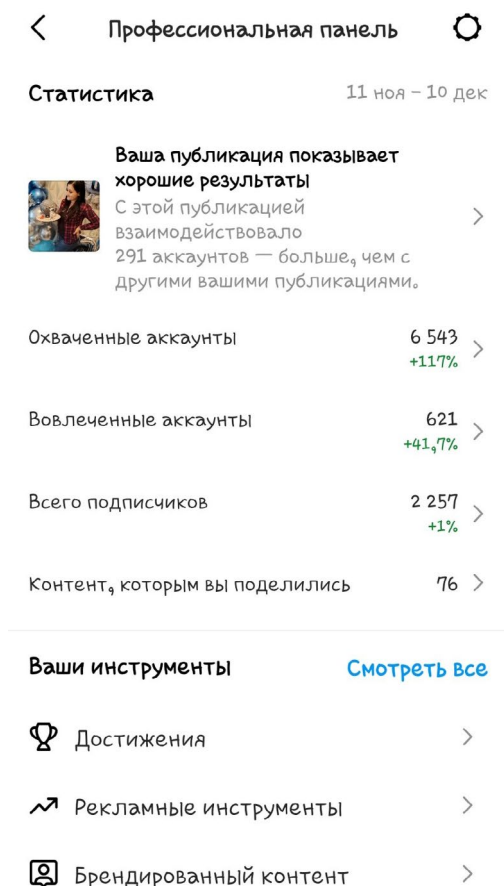 Профессиональная панель
Статистика
11 ноя – 10 дек
Ваша публикация показывает
хорошие результаты
С этой публикацией
взаимодействовало
291 аккаунтов — больше, чем с
другими вашими публикациями.
Охваченные аккаунты
6 543
+117%
Вовлеченные аккаунты
621
+41,7%
Всего подписчиков
2 257
+1%
Контент, которым вы поделились
76
Ваши инструменты
Смотреть все
Достижения
Рекламные инструменты
Брендированный контент